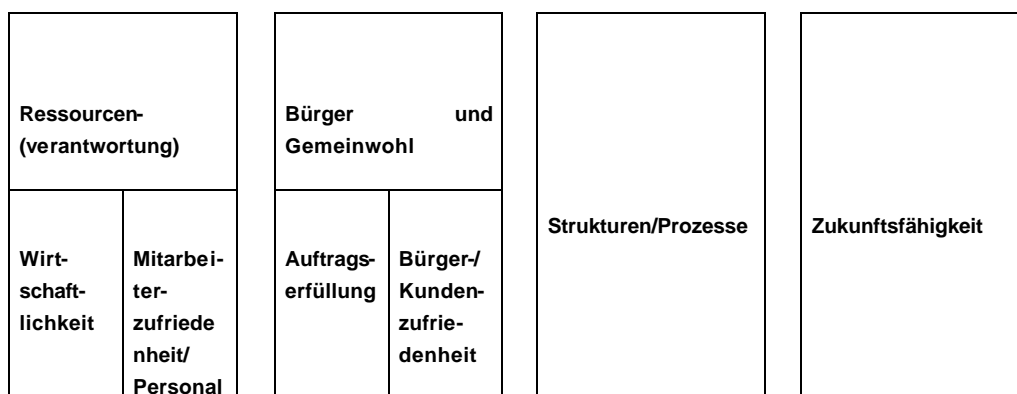 Ressourcen-
(verantwortung)
Wirt-
schaft-
lichkeit
Mitarbei-
ter-
zufriede
nheit/
Personal
Bürger und
Gemeinwohl
Auftrags-
erfüllung
Bürger-/
Kunden-
zufrie-
denheit
Strukturen/Prozesse
Zukunftsfähigkeit